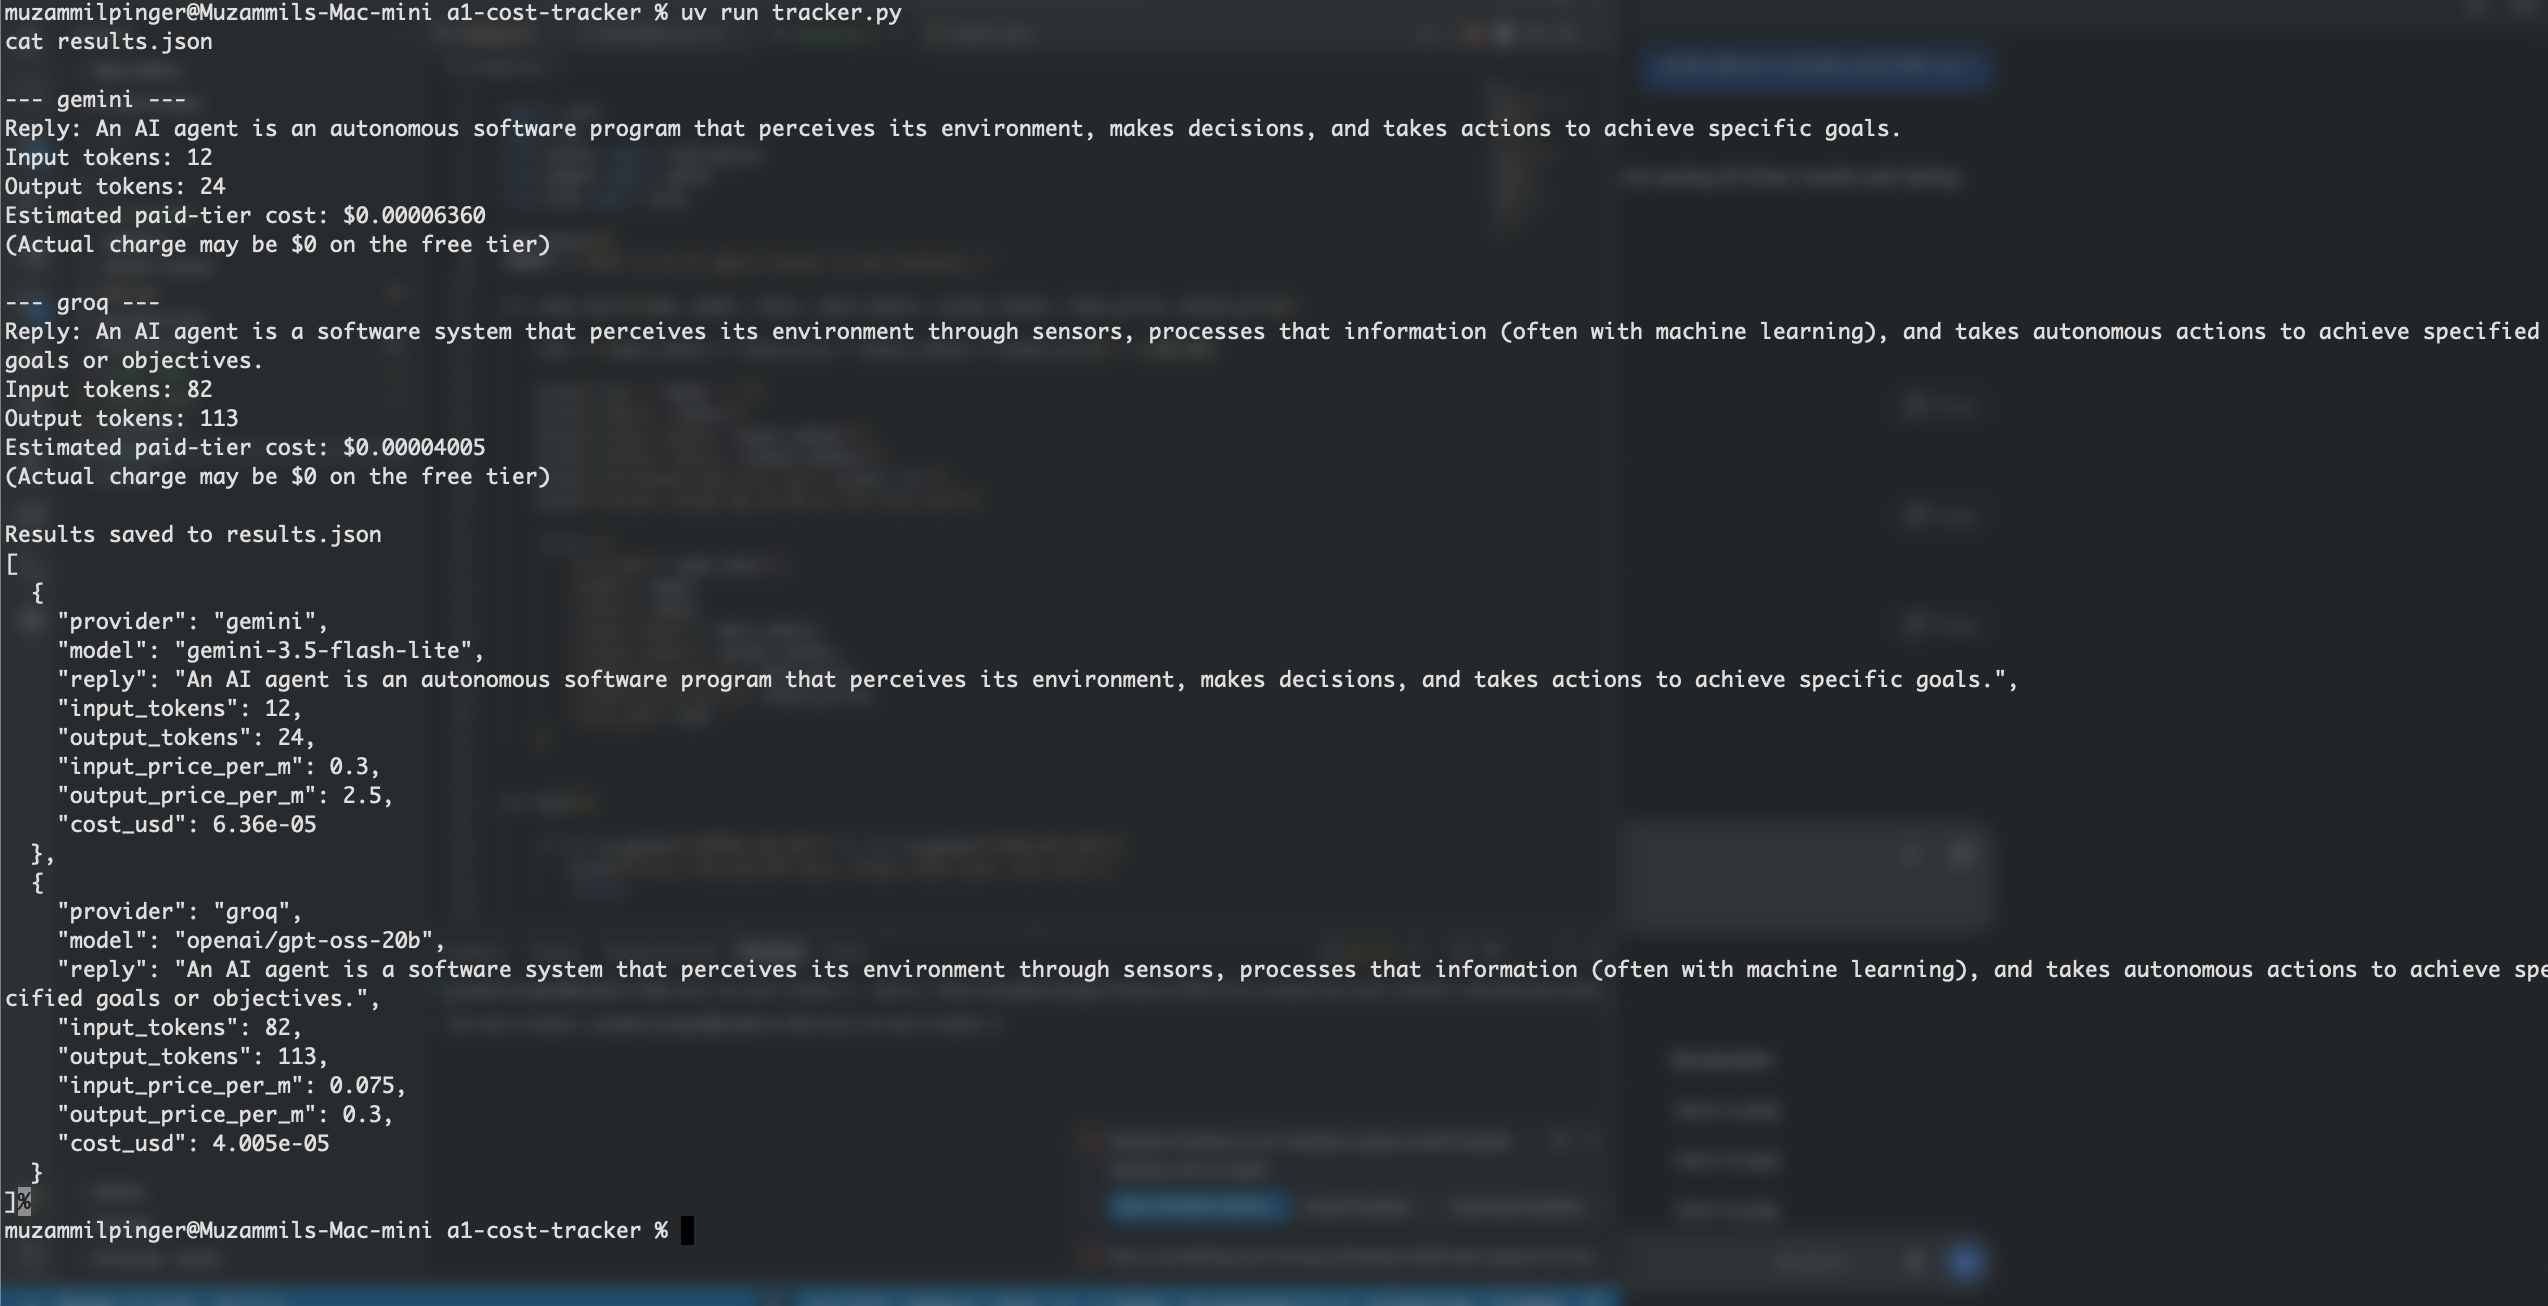 muzammilpinger@Muzammils-Mac-mini a1-cost-tracker % uv run tracker.py
cat results.json
--- gemini ---
Reply: An AI agent is an autonomous software program that perceives its environment, makes decisions, and takes actions to achieve specific goals.
Input tokens: 12
Output tokens: 24
Estimated paid-tier cost: $0.00006360
(Actual charge may be $0 on the free tier)
--- groq ---
Reply: An AI agent is a software system that perceives its environment through sensors, processes that information (often with machine learning), and takes autonomous actions to achieve specified
goals or objectives.
Input tokens: 82
Output tokens: 113
Estimated paid-tier cost: $0.00004005
(Actual charge may be $0 on the free tier)
Results saved to results.json
[
  {
    "provider": "gemini",
    "model": "gemini-3.5-flash-lite",
    "reply": "An AI agent is an autonomous software program that perceives its environment, makes decisions, and takes actions to achieve specific goals.",
    "input_tokens": 12,
    "output_tokens": 24,
    "input_price_per_m": 0.3,
    "output_price_per_m": 2.5,
    "cost_usd": 6.36e-05
  },
  {
    "provider": "groq",
    "model": "openai/gpt-oss-20b",
    "reply": "An AI agent is a software system that perceives its environment through sensors, processes that information (often with machine learning), and takes autonomous actions to achieve spe
cified goals or objectives.",
    "input_tokens": 82,
    "output_tokens": 113,
    "input_price_per_m": 0.075,
    "output_price_per_m": 0.3,
    "cost_usd": 4.005e-05
  }
]%
muzammilpinger@Muzammils-Mac-mini a1-cost-tracker %